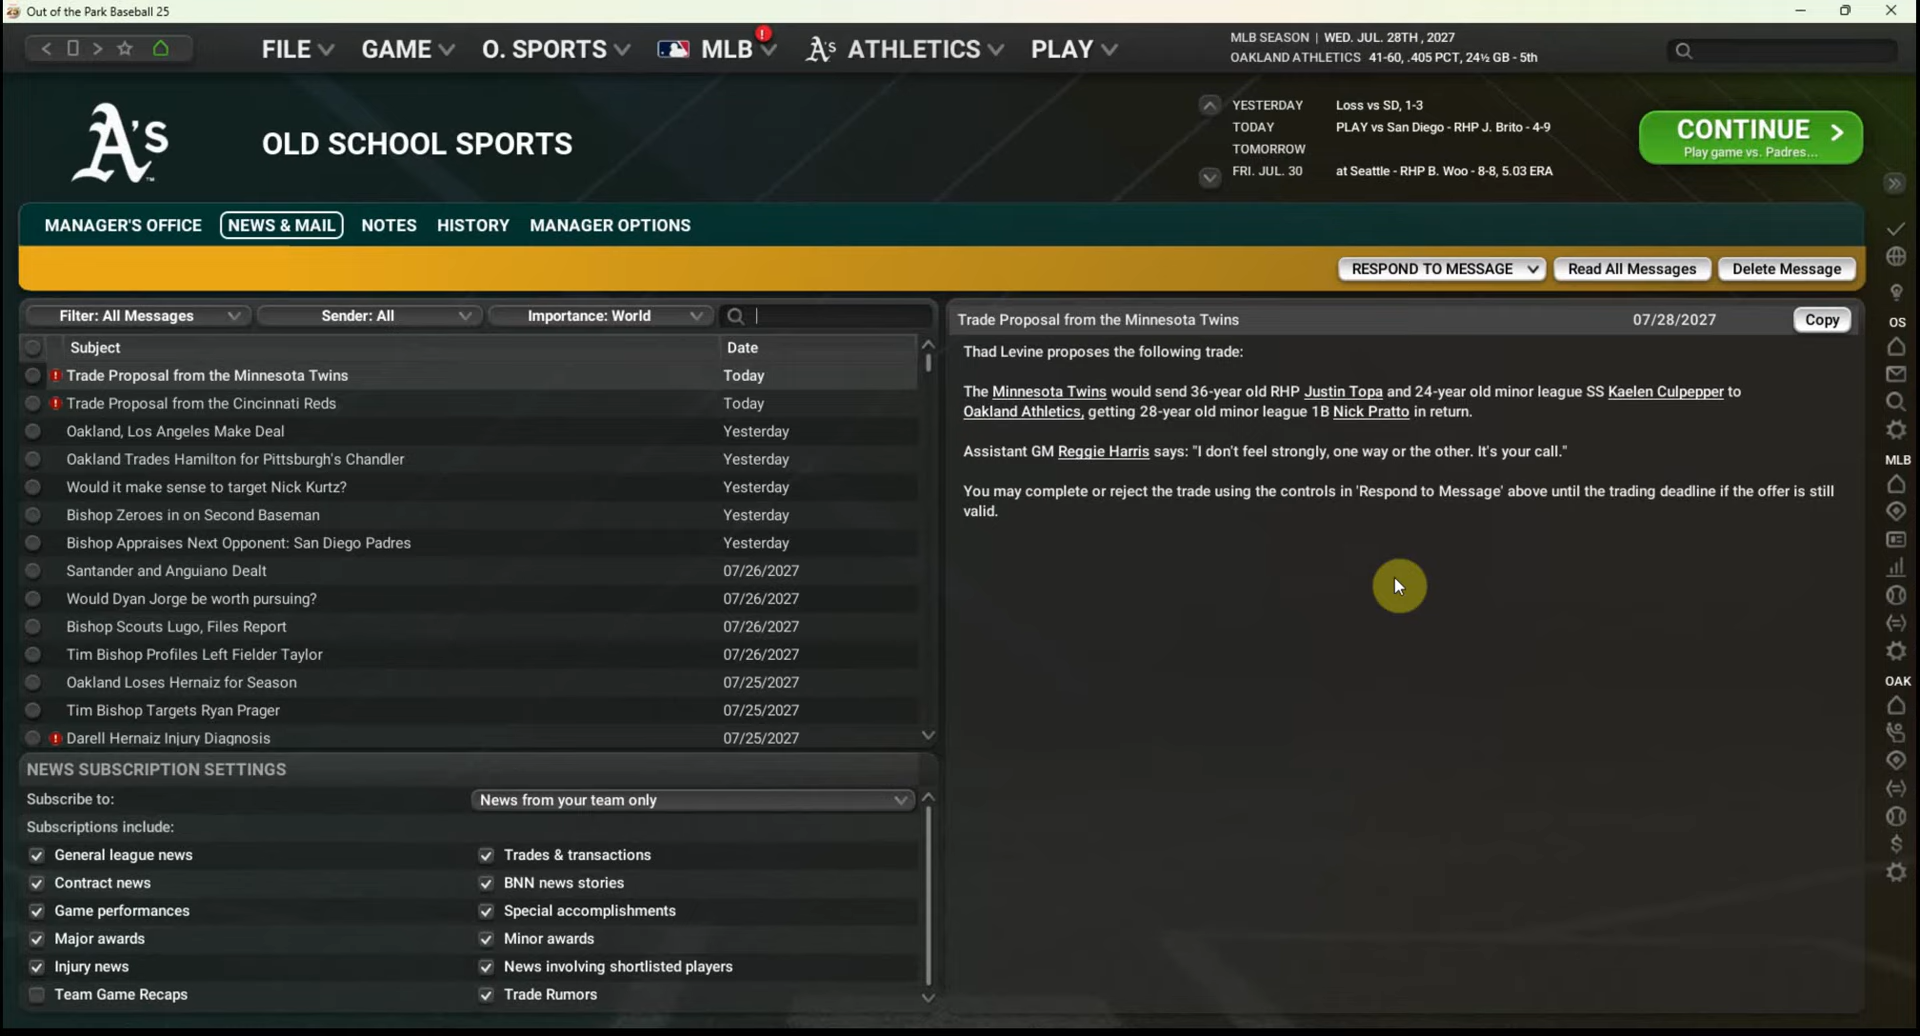 Out of the Park Baseball 25
FILE GAME O. SPORTS MLB A's ATHLETICS PLAY
MLB SEASON | WED. JUL. 28TH , 2027
OAKLAND ATHLETICS 41-60, .405 PCT, 24½ GB - 5th
A's
OLD SCHOOL SPORTS
YESTERDAY Loss vs SD, 1-3
TODAY PLAY vs San Diego - RHP J. Brito - 4-9
TOMORROW
FRI. JUL. 30 at Seattle - RHP B. Woo - 8-8, 5.03 ERA
CONTINUE
Play game vs. Padres...
MANAGER'S OFFICE NEWS & MAIL NOTES HISTORY MANAGER OPTIONS
RESPOND TO MESSAGE Read All Messages Delete Message
Filter: All Messages Sender: All Importance: World
Subject Date
Trade Proposal from the Minnesota Twins Today
Trade Proposal from the Cincinnati Reds Today
Oakland, Los Angeles Make Deal Yesterday
Oakland Trades Hamilton for Pittsburgh's Chandler Yesterday
Would it make sense to target Nick Kurtz? Yesterday
Bishop Zeroes in on Second Baseman Yesterday
Bishop Appraises Next Opponent: San Diego Padres Yesterday
Santander and Anguiano Dealt 07/26/2027
Would Dyan Jorge be worth pursuing? 07/26/2027
Bishop Scouts Lugo, Files Report 07/26/2027
Tim Bishop Profiles Left Fielder Taylor 07/26/2027
Oakland Loses Hernaiz for Season 07/25/2027
Tim Bishop Targets Ryan Prager 07/25/2027
Darell Hernaiz Injury Diagnosis 07/25/2027
NEWS SUBSCRIPTION SETTINGS
Subscribe to: News from your team only
Subscriptions include:
General league news Trades & transactions
Contract news BNN news stories
Game performances Special accomplishments
Major awards Minor awards
Injury news News involving shortlisted players
Team Game Recaps Trade Rumors
Trade Proposal from the Minnesota Twins 07/28/2027 Copy
Thad Levine proposes the following trade:
The Minnesota Twins would send 36-year old RHP Justin Topa and 24-year old minor league SS Kaelen Culpepper to
Oakland Athletics, getting 28-year old minor league 1B Nick Pratto in return.
Assistant GM Reggie Harris says: "I don't feel strongly, one way or the other. It's your call."
You may complete or reject the trade using the controls in 'Respond to Message' above until the trading deadline if the offer is still
valid.
OS
MLB
OAK